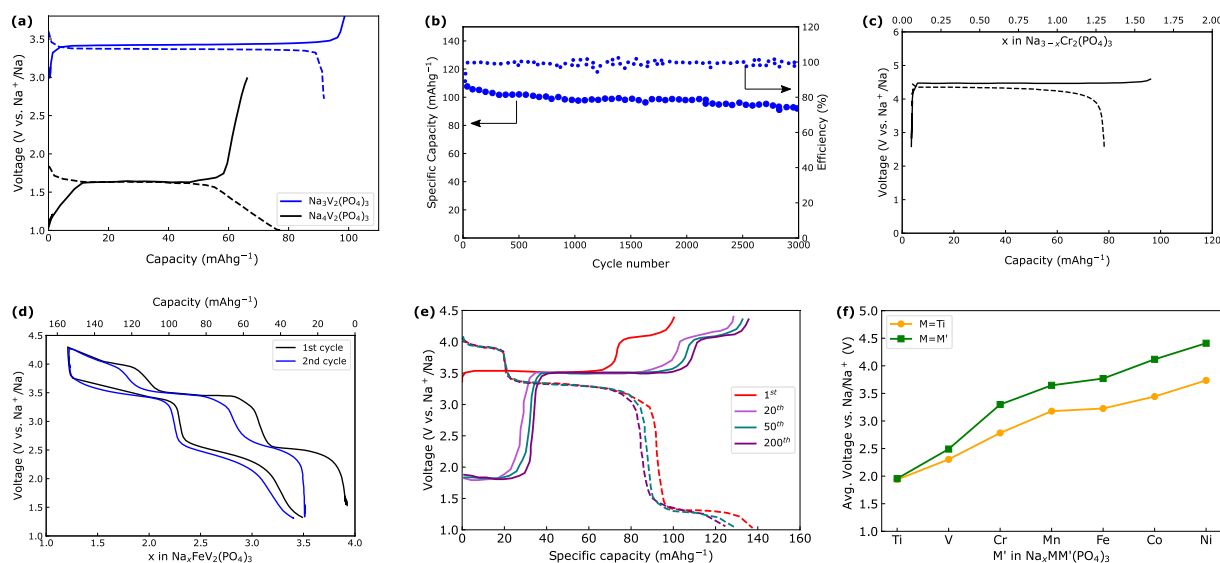 (a)
Voltage (V vs. Na⁺/Na)
3.5
3.0
2.5
2.0
1.5
1.0
0 20 40 60 80 100
Capacity (mAhg⁻¹)
Na₃V₂(PO4)₃
Na₄V₂(PO4)₃
(b)
Specific Capacity (mAhg⁻¹)
140
120
100
80
60
40
20
0
0 500 1000 1500 2000 2500 3000
Cycle number
120
100
80
60
40
20
0
Efficiency (%)
(c)
0.00 0.25 0.50 0.75 1.00 1.25 1.50 1.75 2.00
x in Na₃₋ₓCr₂(PO4)₃
Voltage (V vs. Na⁺/Na)
6
5
4
3
2
1
0
0 20 40 60 80 100 120
Capacity (mAhg⁻¹)
(d)
Capacity (mAhg⁻¹)
160 140 120 100 80 60 40 20 0
Voltage (V vs. Na⁺/Na)
4.5
4.0
3.5
3.0
2.5
2.0
1.5
1.0
1.0 1.5 2.0 2.5 3.0 3.5 4.0
x in NaₓFeV₂(PO4)₃
1st cycle
2nd cycle
(e)
Voltage (V vs. Na⁺/Na)
4.5
4.0
3.5
3.0
2.5
2.0
1.5
1.0
0 20 40 60 80 100 120 140 160
Specific capacity (mAhg⁻¹)
1ˢᵗ
20ᵗʰ
50ᵗʰ
200ᵗʰ
(f)
Avg. Voltage vs. Na/Na⁺ (V)
5.0
4.5
4.0
3.5
3.0
2.5
2.0
1.5
1.0
Ti V Cr Mn Fe Co Ni
M' in NaₓMM'(PO4)₃
M=Ti
M=M'